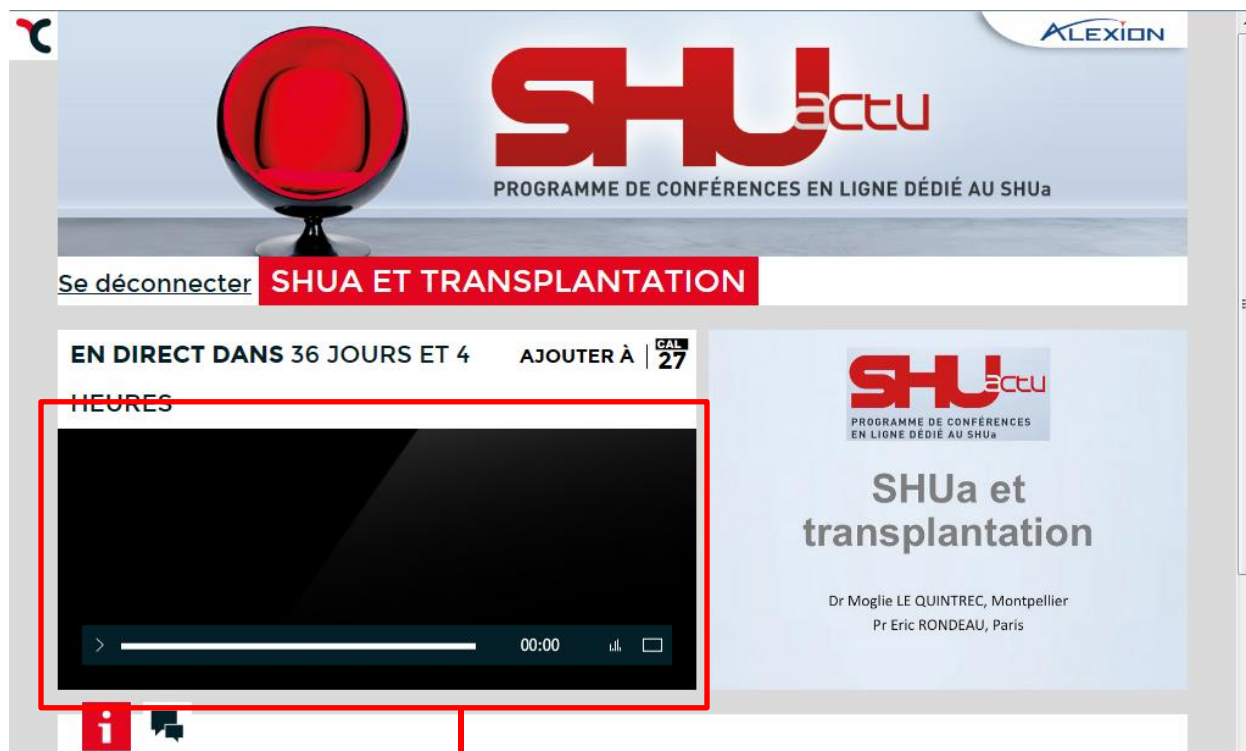 ALEXION
SHUactu
PROGRAMME DE CONFÉRENCES EN LIGNE DÉDIÉ AU SHUa
Se déconnecter SHUA ET TRANSPLANTATION
EN DIRECT DANS 36 JOURS ET 4
HEURES
AJOUTER À | CAL
27
00:00
SHUactu
PROGRAMME DE CONFÉRENCES
EN LIGNE DÉDIÉ AU SHUa
SHUa et
transplantation
Dr Moglie LE QUINTREC, Montpellier
Pr Eric RONDEAU, Paris
i